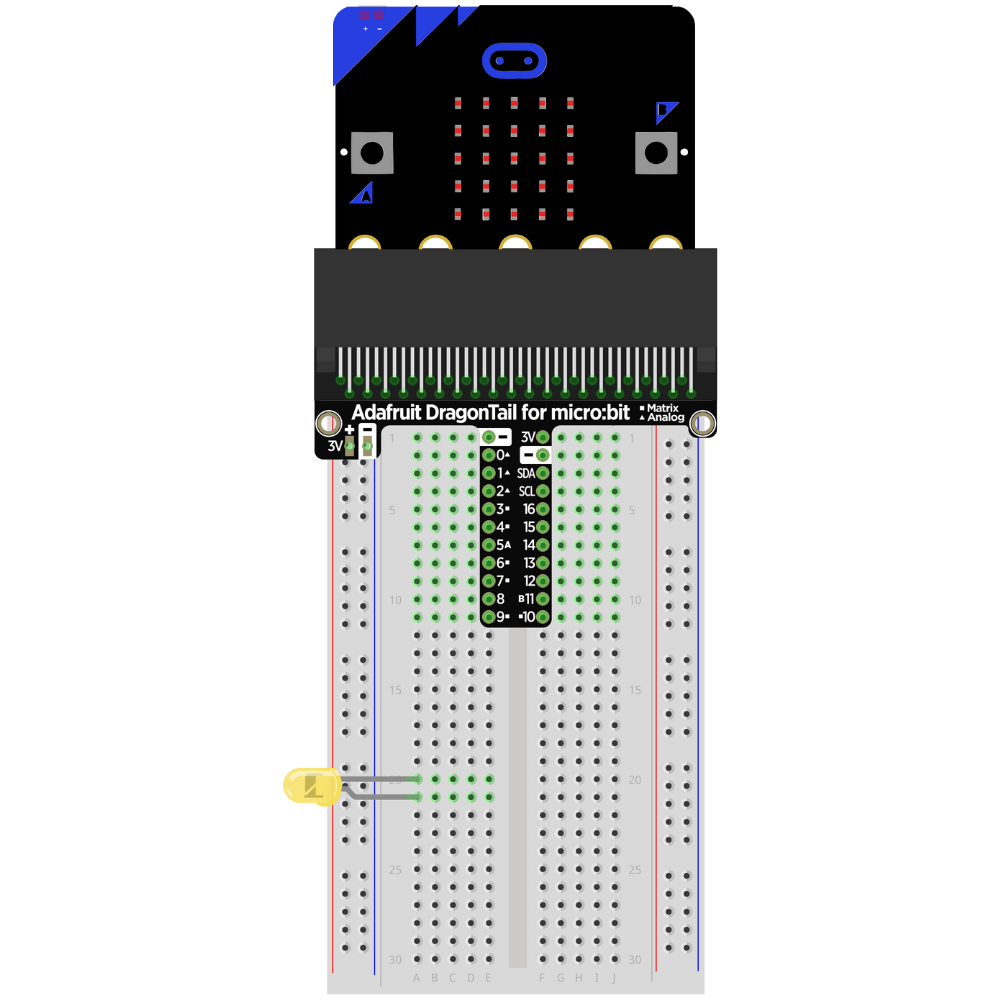 + −
B
A
Adafruit DragonTail for micro:bit ▪ Matrix
▲ Analog
+ −
3V
1 − 3V 1
0▲ −
1▲ SDA
2▲ SCL
5 3▪ 16 5
4▪ 15
5A 14
6▪ 13
7▪ 12
10 8 B11 10
9▪ ▪10
15 15
20 20
25 25
30 30
A B C D E F G H I J